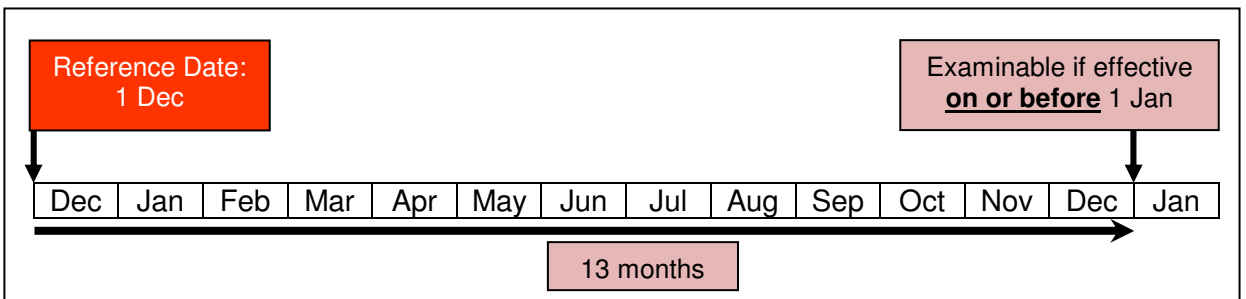 Reference Date:
1 Dec
Examinable if effective
on or before 1 Jan
Dec Jan Feb Mar Apr May Jun Jul Aug Sep Oct Nov Dec Jan
13 months